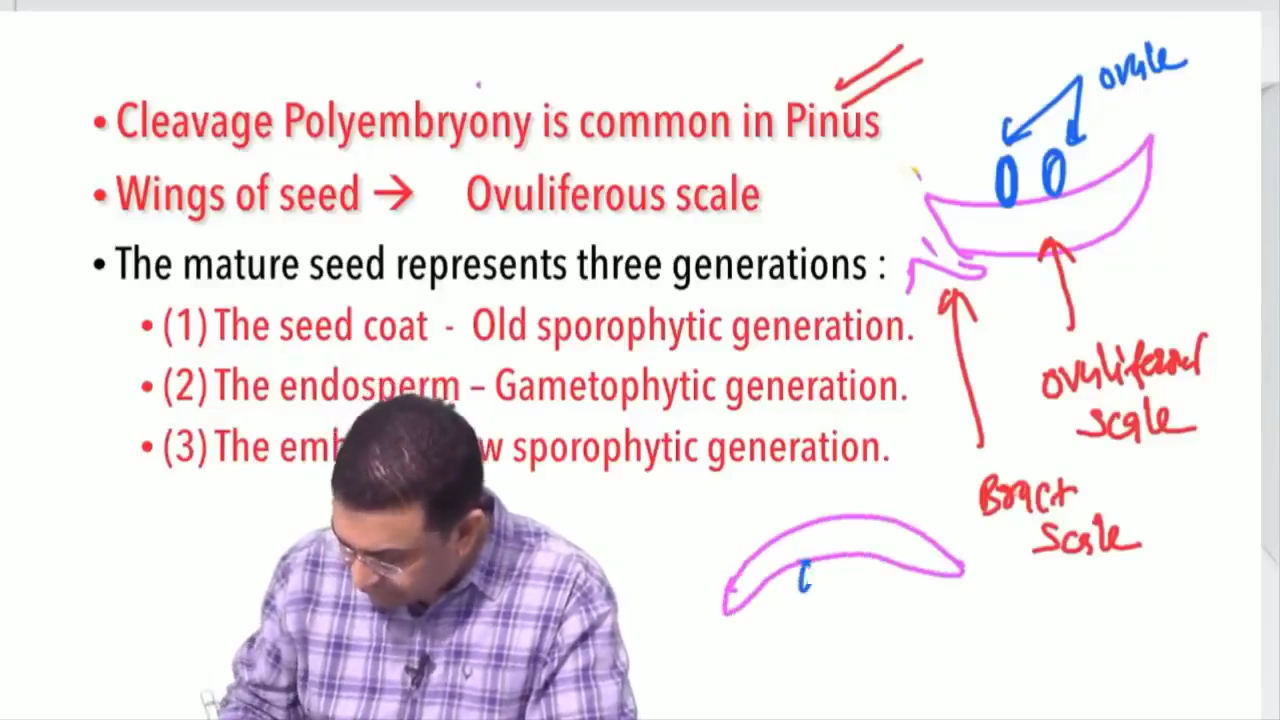 • Cleavage Polyembryony is common in Pinus
• Wings of seed → Ovuliferous scale
• The mature seed represents three generations :
• (1) The seed coat - Old sporophytic generation.
• (2) The endosperm – Gametophytic generation.
• (3) The sporophytic generation.
ovule
ovuliferous
scale
Bract
scale